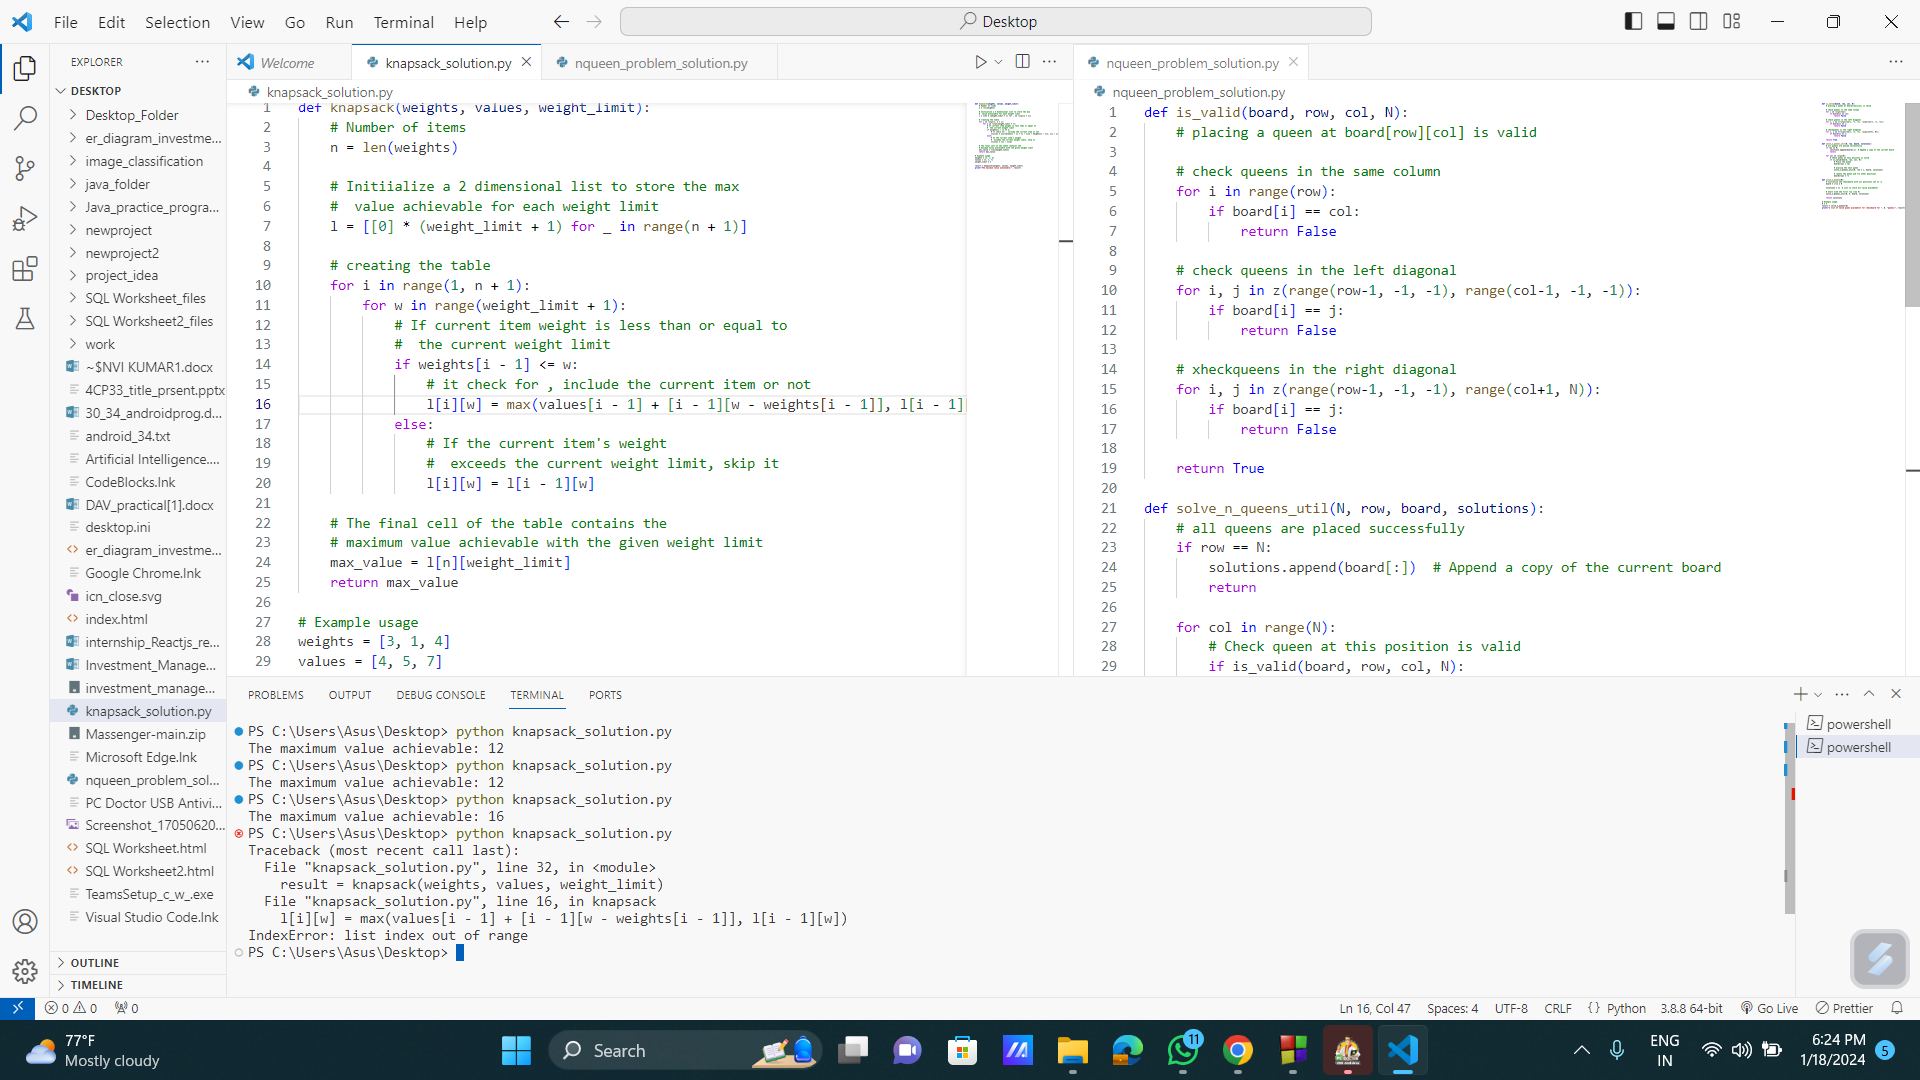 File Edit Selection View Go Run Terminal Help
Desktop
EXPLORER
DESKTOP
Desktop_Folder
er_diagram_investme...
image_classification
java_folder
Java_practice_progra...
newproject
newproject2
project_idea
SQL Worksheet_files
SQL Worksheet2_files
work
~$NVI KUMAR1.docx
4CP33_title_prsent.pptx
30_34_androidprog.d...
android_34.txt
Artificial Intelligence....
CodeBlocks.lnk
DAV_practical[1].docx
desktop.ini
er_diagram_investme...
Google Chrome.lnk
icn_close.svg
index.html
internship_Reactjs_re...
Investment_Manage...
investment_manage...
knapsack_solution.py
Massenger-main.zip
Microsoft Edge.lnk
nqueen_problem_sol...
PC Doctor USB Antivi...
Screenshot_17050620...
SQL Worksheet.html
SQL Worksheet2.html
TeamsSetup_c_w_.exe
Visual Studio Code.lnk
OUTLINE
TIMELINE
Welcome
knapsack_solution.py
nqueen_problem_solution.py
knapsack_solution.py
1 def knapsack(weights, values, weight_limit):
2 # Number of items
3 n = len(weights)
4
5 # Initiialize a 2 dimensional list to store the max
6 #  value achievable for each weight limit
7 l = [[0] * (weight_limit + 1) for _ in range(n + 1)]
8
9 # creating the table
10 for i in range(1, n + 1):
11 for w in range(weight_limit + 1):
12 # If current item weight is less than or equal to
13 #  the current weight limit
14 if weights[i - 1] <= w:
15 # it check for , include the current item or not
16 l[i][w] = max(values[i - 1] + [i - 1][w - weights[i - 1]], l[i - 1]
17 else:
18 # If the current item's weight
19 #  exceeds the current weight limit, skip it
20 l[i][w] = l[i - 1][w]
21
22 # The final cell of the table contains the
23 # maximum value achievable with the given weight limit
24 max_value = l[n][weight_limit]
25 return max_value
26
27 # Example usage
28 weights = [3, 1, 4]
29 values = [4, 5, 7]
nqueen_problem_solution.py
nqueen_problem_solution.py
1 def is_valid(board, row, col, N):
2 # placing a queen at board[row][col] is valid
3
4 # check queens in the same column
5 for i in range(row):
6 if board[i] == col:
7 return False
8
9 # check queens in the left diagonal
10 for i, j in z(range(row-1, -1, -1), range(col-1, -1, -1)):
11 if board[i] == j:
12 return False
13
14 # xheckqueens in the right diagonal
15 for i, j in z(range(row-1, -1, -1), range(col+1, N)):
16 if board[i] == j:
17 return False
18
19 return True
20
21 def solve_n_queens_util(N, row, board, solutions):
22 # all queens are placed successfully
23 if row == N:
24 solutions.append(board[:])  # Append a copy of the current board
25 return
26
27 for col in range(N):
28 # Check queen at this position is valid
29 if is_valid(board, row, col, N):
PROBLEMS OUTPUT DEBUG CONSOLE TERMINAL PORTS
PS C:\Users\Asus\Desktop> python knapsack_solution.py
The maximum value achievable: 12
PS C:\Users\Asus\Desktop> python knapsack_solution.py
The maximum value achievable: 12
PS C:\Users\Asus\Desktop> python knapsack_solution.py
The maximum value achievable: 16
PS C:\Users\Asus\Desktop> python knapsack_solution.py
Traceback (most recent call last):
File "knapsack_solution.py", line 32, in <module>
result = knapsack(weights, values, weight_limit)
File "knapsack_solution.py", line 16, in knapsack
l[i][w] = max(values[i - 1] + [i - 1][w - weights[i - 1]], l[i - 1][w])
IndexError: list index out of range
PS C:\Users\Asus\Desktop>
powershell
powershell
0 0 0
Ln 16, Col 47 Spaces: 4 UTF-8 CRLF Python 3.8.8 64-bit Go Live Prettier
77°F
Mostly cloudy
Search
11
ENG
IN
6:24 PM
1/18/2024
5